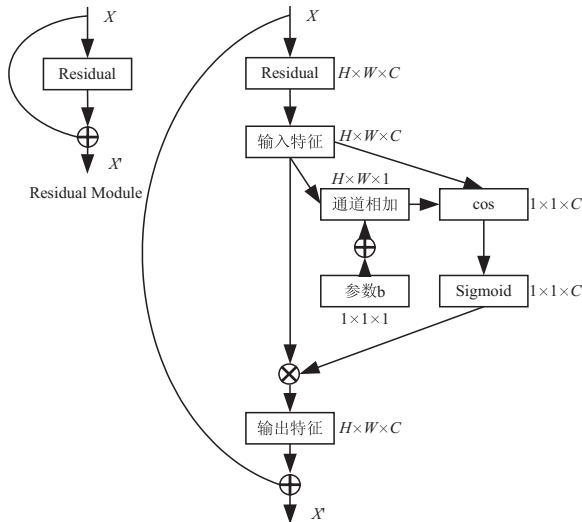 X
Residual
X'
Residual Module
X
Residual
H×W×C
输入特征
H×W×C
H×W×1
通道相加
cos
1×1×C
参数b
1×1×1
Sigmoid
1×1×C
输出特征
H×W×C
X'